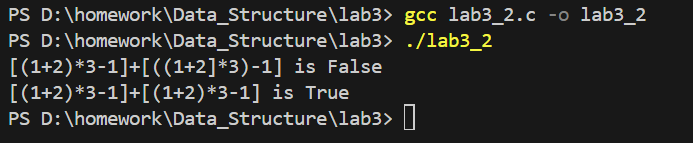 PS D:\homework\Data_Structure\lab3> gcc lab3_2.c -o lab3_2
PS D:\homework\Data_Structure\lab3> ./lab3_2
[(1+2)*3-1]+[((1+2]*3)-1] is False
[(1+2)*3-1]+[(1+2)*3-1] is True
PS D:\homework\Data_Structure\lab3>